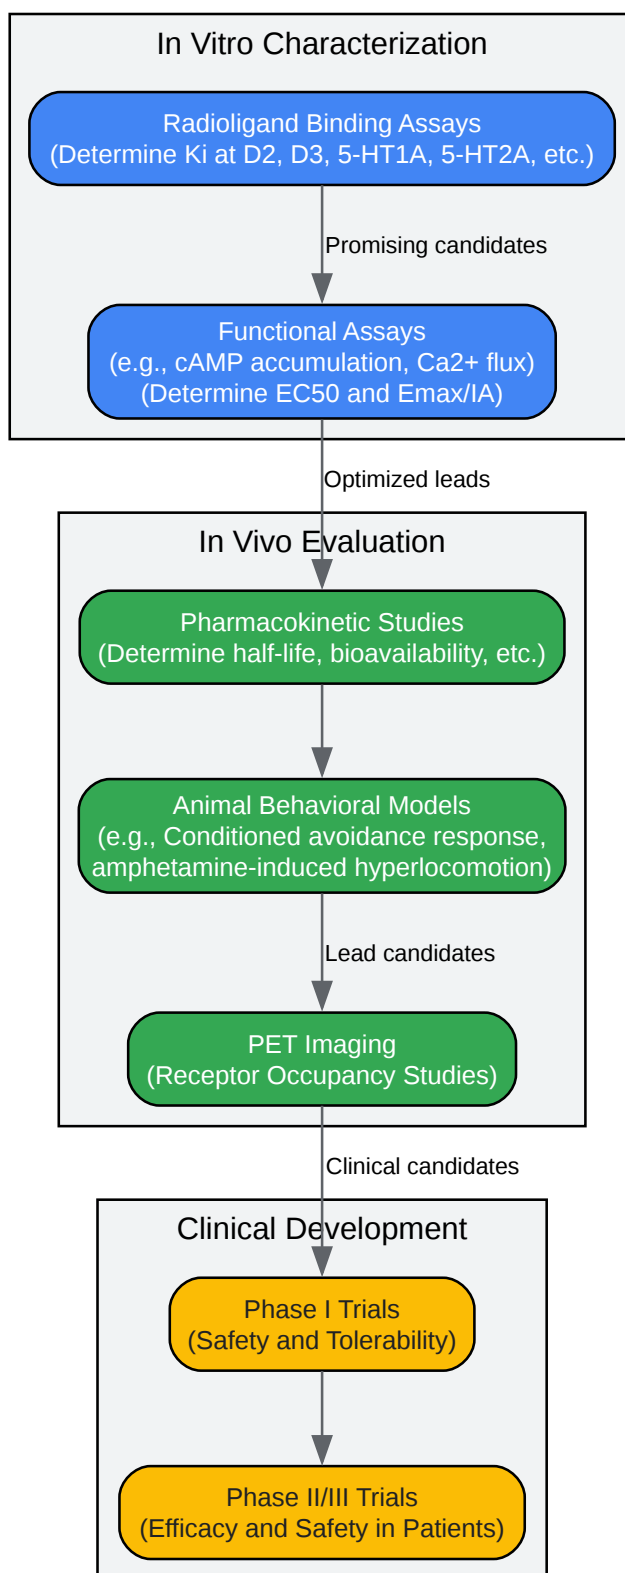 In Vitro Characterization
Radioligand Binding Assays
(Determine Ki at D2, D3, 5-HT1A, 5-HT2A, etc.)
Promising candidates
Functional Assays
(e.g., cAMP accumulation, Ca2+ flux)
(Determine EC50 and Emax/IA)
Optimized leads
In Vivo Evaluation
Pharmacokinetic Studies
(Determine half-life, bioavailability, etc.)
Animal Behavioral Models
(e.g., Conditioned avoidance response,
amphetamine-induced hyperlocomotion)
Lead candidates
PET Imaging
(Receptor Occupancy Studies)
Clinical candidates
Clinical Development
Phase I Trials
(Safety and Tolerability)
Phase II/III Trials
(Efficacy and Safety in Patients)